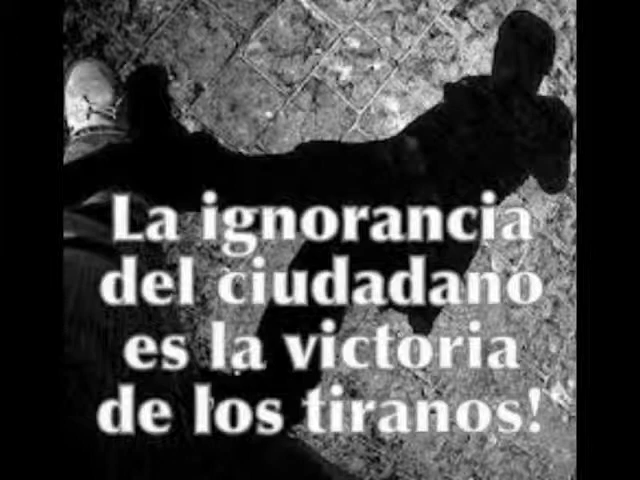 La ignorancia
del ciudadano
es la victoria
de los tiranos!